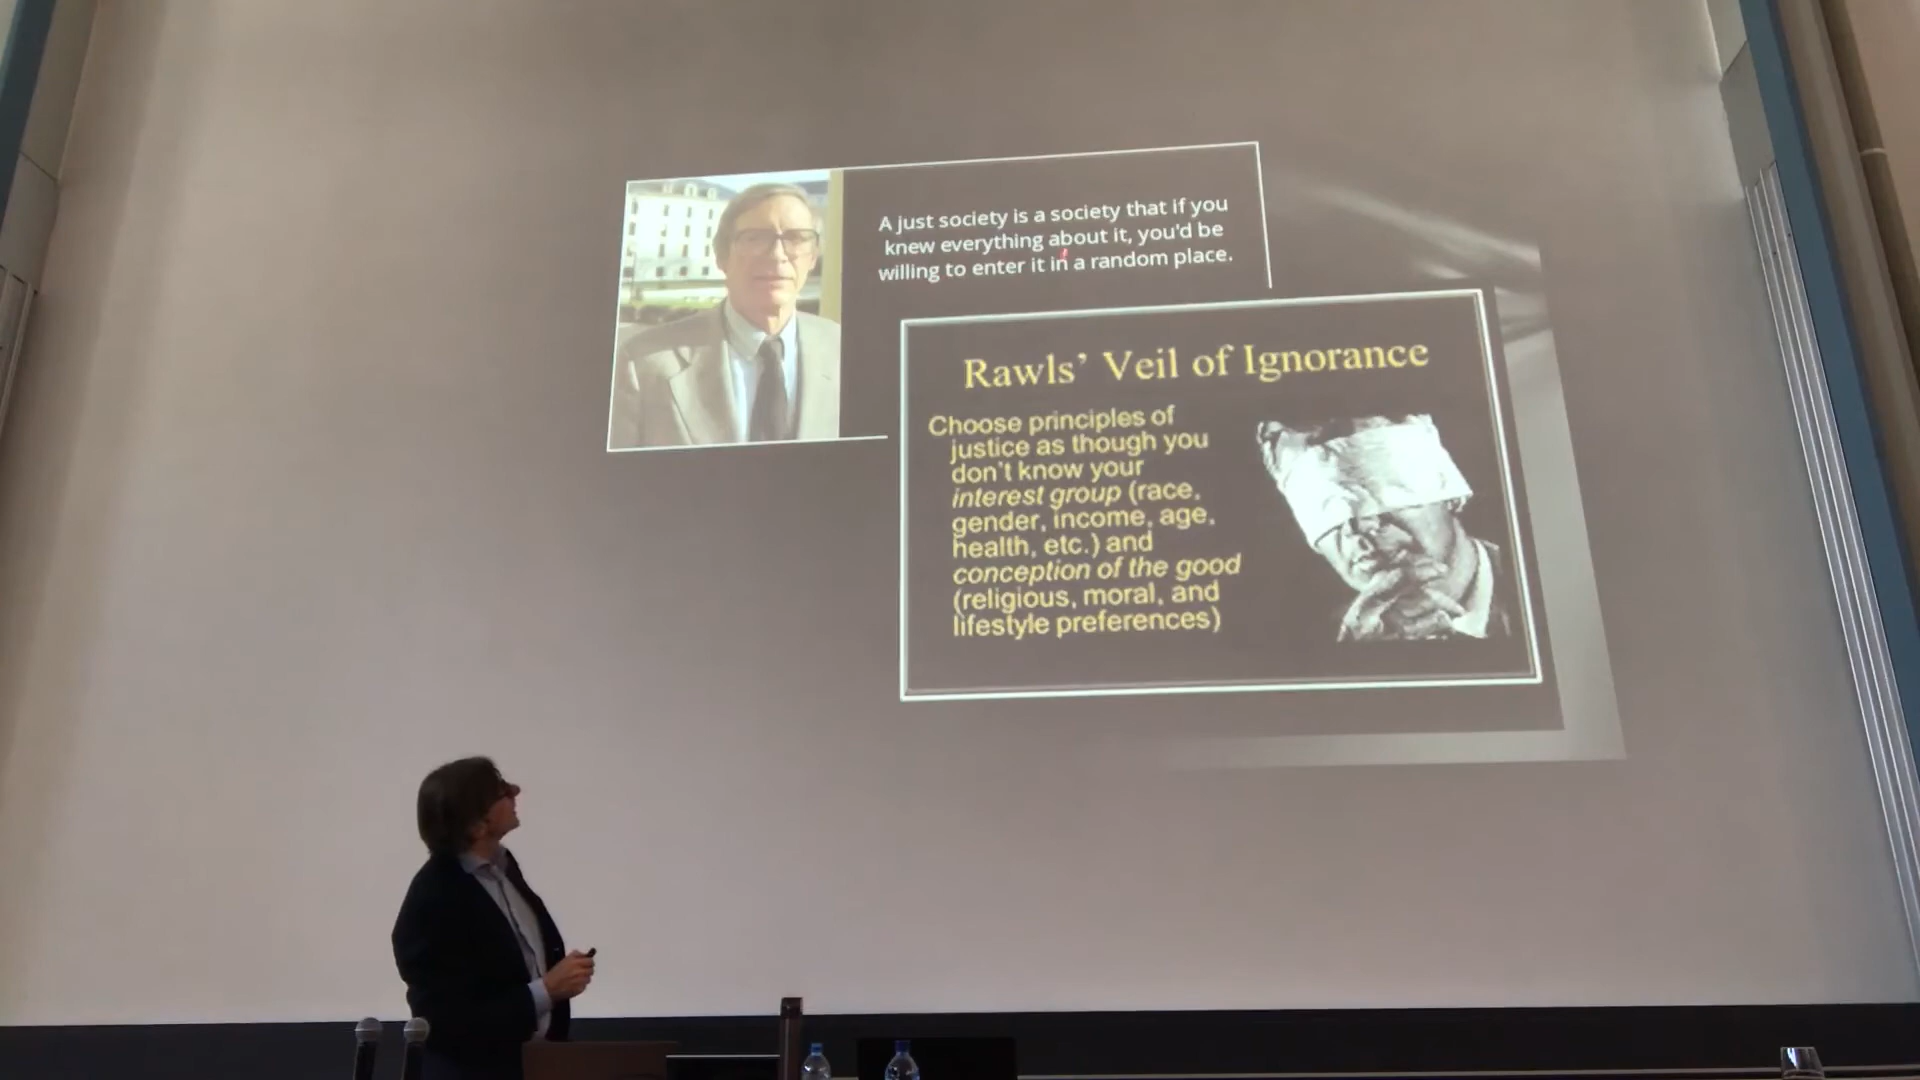 A just society is a society that if you
knew everything about it, you'd be
willing to enter it in a random place.
Rawls' Veil of Ignorance
Choose principles of
justice as though you
don't know your
interest group (race,
gender, income, age,
health, etc.) and
conception of the good
(religious, moral, and
lifestyle preferences)